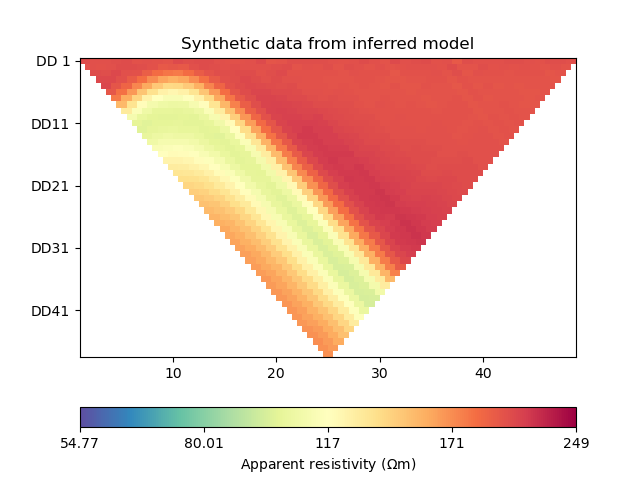 Synthetic data from inferred model
DD 1
DD11
DD21
DD31
DD41
10 20 30 40
54.77 80.01 117 171 249
Apparent resistivity (Ωm)